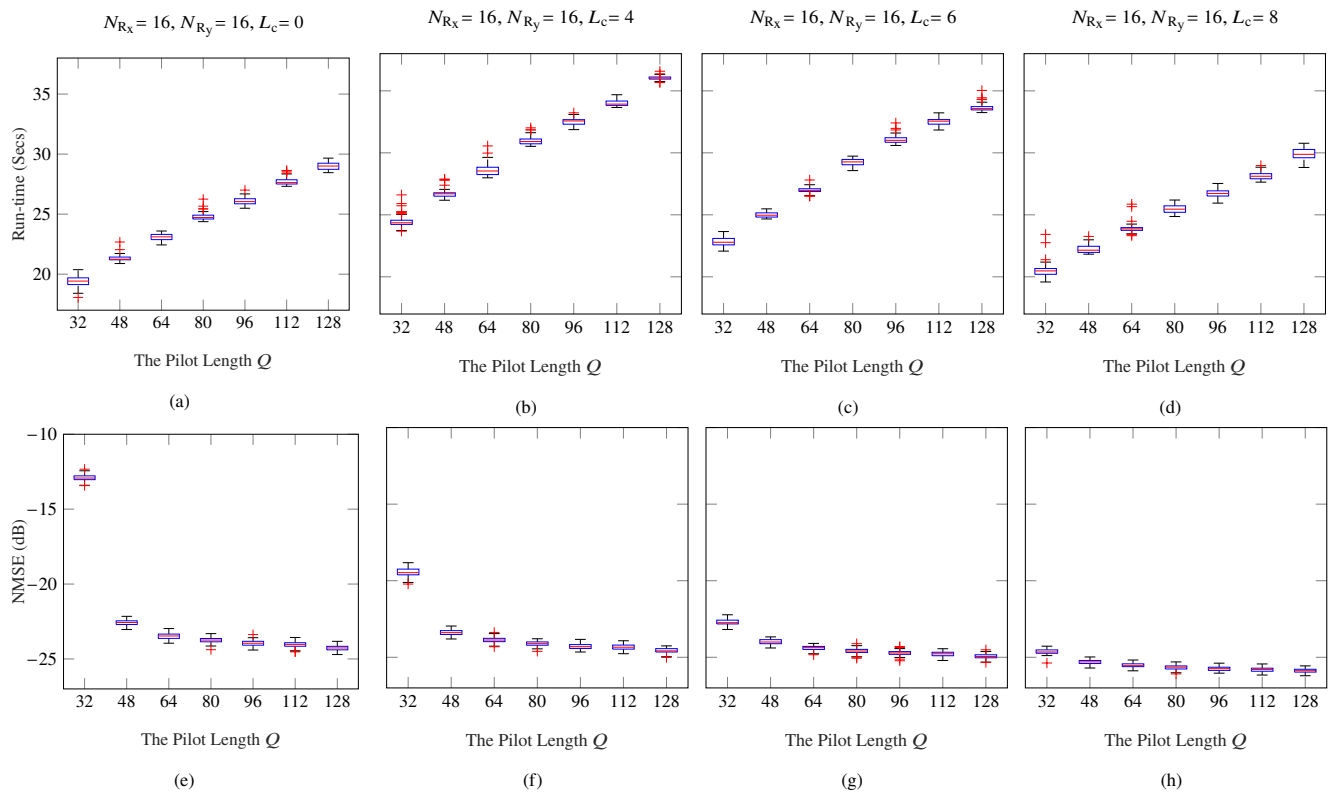 N_Rx = 16, N_Ry = 16, L_c = 0
N_Rx = 16, N_Ry = 16, L_c = 4
N_Rx = 16, N_Ry = 16, L_c = 6
N_Rx = 16, N_Ry = 16, L_c = 8
Run-time (Secs)
35
30
25
20
32 48 64 80 96 112 128
32 48 64 80 96 112 128
32 48 64 80 96 112 128
32 48 64 80 96 112 128
The Pilot Length Q
The Pilot Length Q
The Pilot Length Q
The Pilot Length Q
(a)
(b)
(c)
(d)
NMSE (dB)
−10
−15
−20
−25
32 48 64 80 96 112 128
32 48 64 80 96 112 128
32 48 64 80 96 112 128
32 48 64 80 96 112 128
The Pilot Length Q
The Pilot Length Q
The Pilot Length Q
The Pilot Length Q
(e)
(f)
(g)
(h)